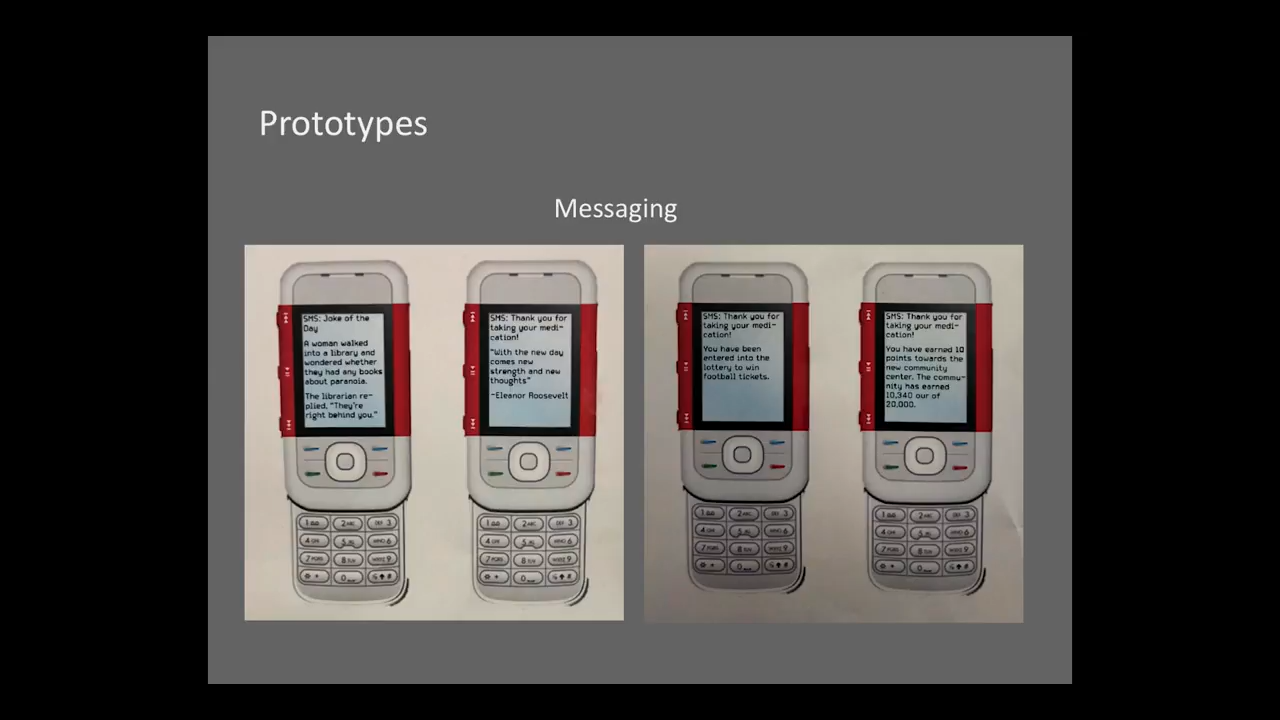 Prototypes
Messaging
SMS: Joke of the
Day
A woman walked
into a library and
wondered whether
they had any books
about paranoia.
The librarian re-
plied, "They're
right behind you."
SMS: Thank you for
taking your medi-
cation!
"With the new day
comes new
strength and new
thoughts"
-Eleanor Roosevelt
SMS: Thank you for
taking your medi-
cation!
You have been
entered into the
lottery to win
football tickets.
SMS: Thank you for
taking your medi-
cation!
You have earned 10
points towards the
new community
center. The commu-
nity has earned
10,340 our of
20,000.